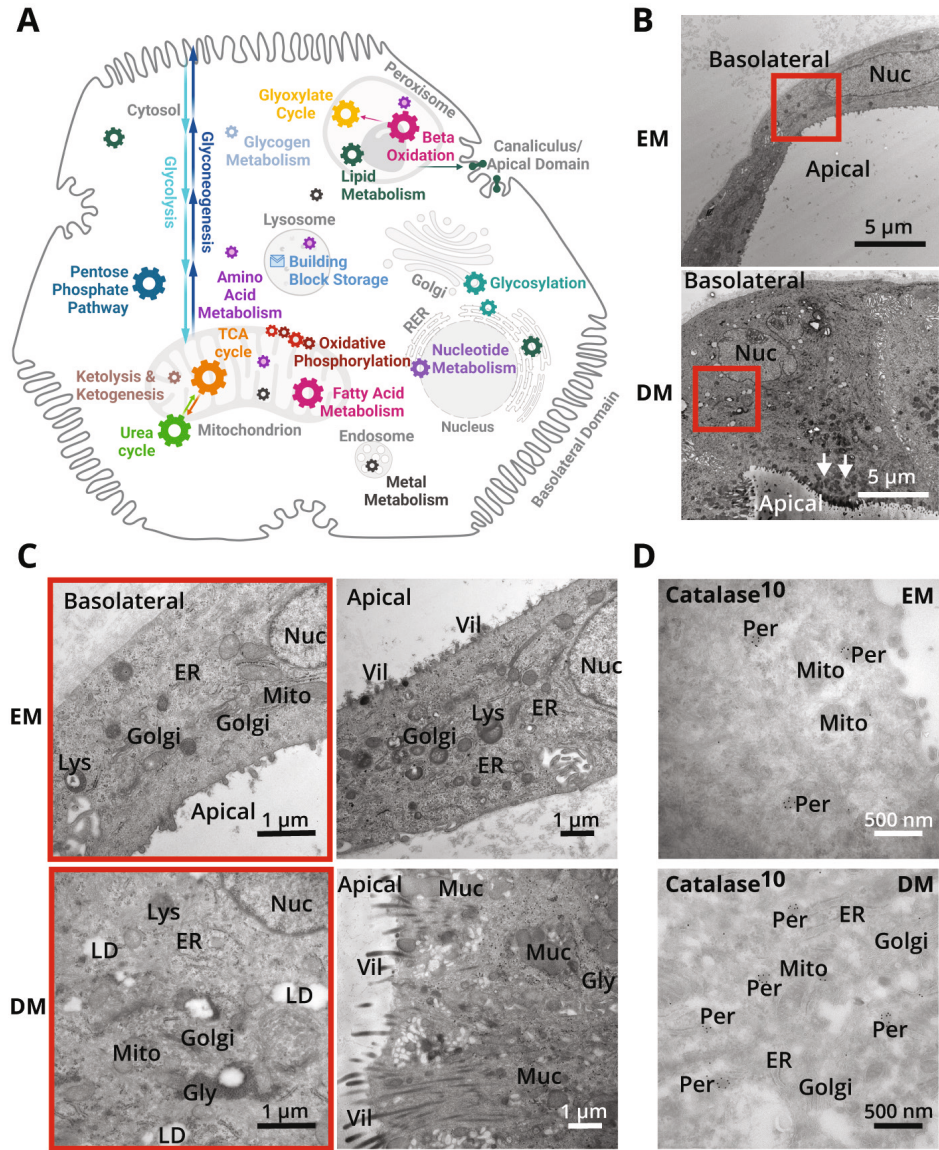 A
Peroxisome
Cytosol
Glyoxylate
Cycle
Glycogen
Metabolism
Beta
Oxidation
Canaliculus/
Apical Domain
Lipid
Metabolism
Glycolysis
Glyconeogenesis
Lysosome
Building
Block Storage
Golgi
Glycosylation
Pentose
Phosphate
Pathway
Amino
Acid
Metabolism
RER
TCA
cycle
Oxidative
Phosphorylation
Nucleotide
Metabolism
Ketolysis &
Ketogenesis
Fatty Acid
Metabolism
Nucleus
Urea
cycle
Mitochondrion
Endosome
Metal
Metabolism
Basolateral Domain
B
EM
Basolateral
Nuc
Apical
5 µm
DM
Basolateral
Nuc
Apical
5 µm
C
EM
Basolateral
Nuc
ER
Mito
Golgi
Golgi
Lys
Apical
1 µm
Apical
Vil
Vil
Nuc
Lys
ER
Golgi
ER
1 µm
DM
Lys
Nuc
LD
ER
LD
Golgi
Mito
Gly
LD
1 µm
Apical
Muc
Vil
Muc
Gly
Muc
Vil
1 µm
D
Catalase10
EM
Per
Per
Mito
Mito
Per
500 nm
Catalase10
DM
Per
ER
Golgi
Mito
Per
Per
Per
ER
Per
Golgi
500 nm